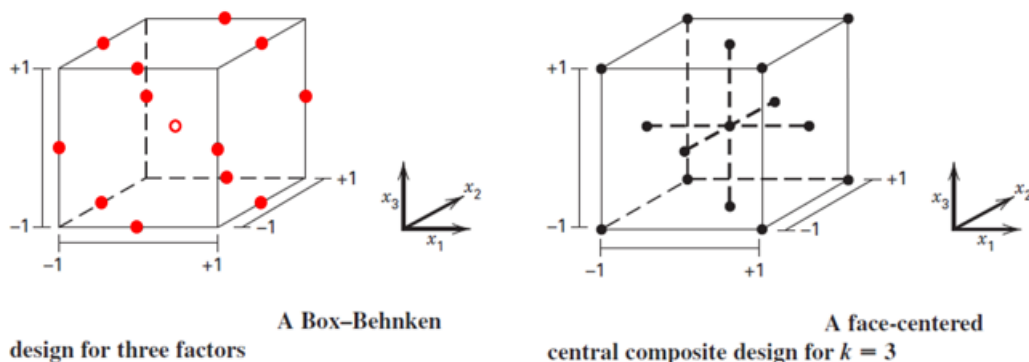 +1
-1
-1
+1
-1
+1
x3
x2
x1
A Box–Behnken
design for three factors
+1
-1
-1
+1
-1
+1
x3
x2
x1
A face-centered
central composite design for k = 3